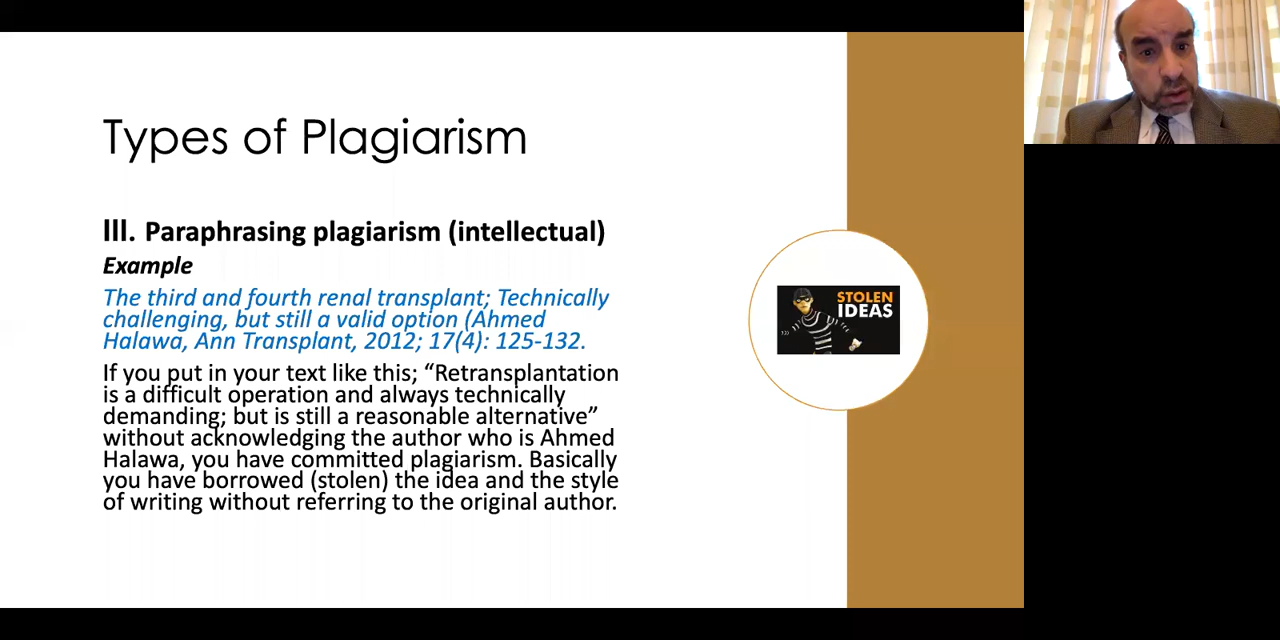 Types of Plagiarism
III. Paraphrasing plagiarism (intellectual)
Example
The third and fourth renal transplant; Technically
challenging, but still a valid option (Ahmed
Halawa, Ann Transplant, 2012; 17(4): 125-132.
If you put in your text like this; “Retransplantation
is a difficult operation and always technically
demanding; but is still a reasonable alternative”
without acknowledging the author who is Ahmed
Halawa, you have committed plagiarism. Basically
you have borrowed (stolen) the idea and the style
of writing without referring to the original author.
STOLEN
IDEAS